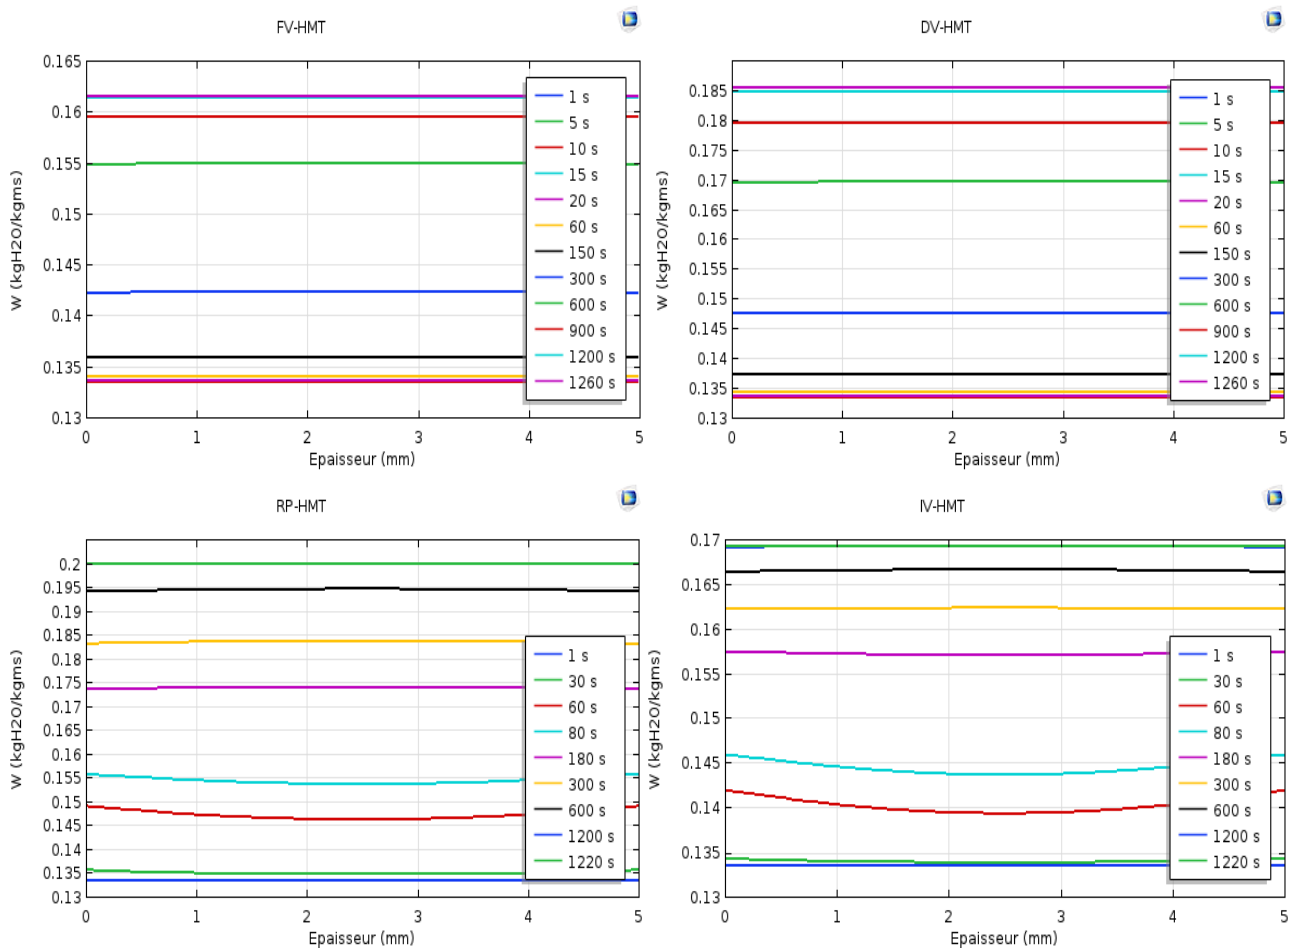 FV-HMT
0.165
0.16
0.155
0.15
0.145
0.14
0.135
0.13
W (kgH2O/kgms)
0 1 2 3 4 5
Epaisseur (mm)
1 s
5 s
10 s
15 s
20 s
60 s
150 s
300 s
600 s
900 s
1200 s
1260 s
DV-HMT
0.185
0.18
0.175
0.17
0.165
0.16
0.155
0.15
0.145
0.14
0.135
0.13
W (kgH2O/kgms)
0 1 2 3 4 5
Epaisseur (mm)
1 s
5 s
10 s
15 s
20 s
60 s
150 s
300 s
600 s
900 s
1200 s
1260 s
RP-HMT
0.2
0.195
0.19
0.185
0.18
0.175
0.17
0.165
0.16
0.155
0.15
0.145
0.14
0.135
0.13
W (kgH2O/kgms)
0 1 2 3 4 5
Epaisseur (mm)
1 s
30 s
60 s
80 s
180 s
300 s
600 s
1200 s
1220 s
IV-HMT
0.17
0.165
0.16
0.155
0.15
0.145
0.14
0.135
0.13
W (kgH2O/kgms)
0 1 2 3 4 5
Epaisseur (mm)
1 s
30 s
60 s
80 s
180 s
300 s
600 s
1200 s
1220 s